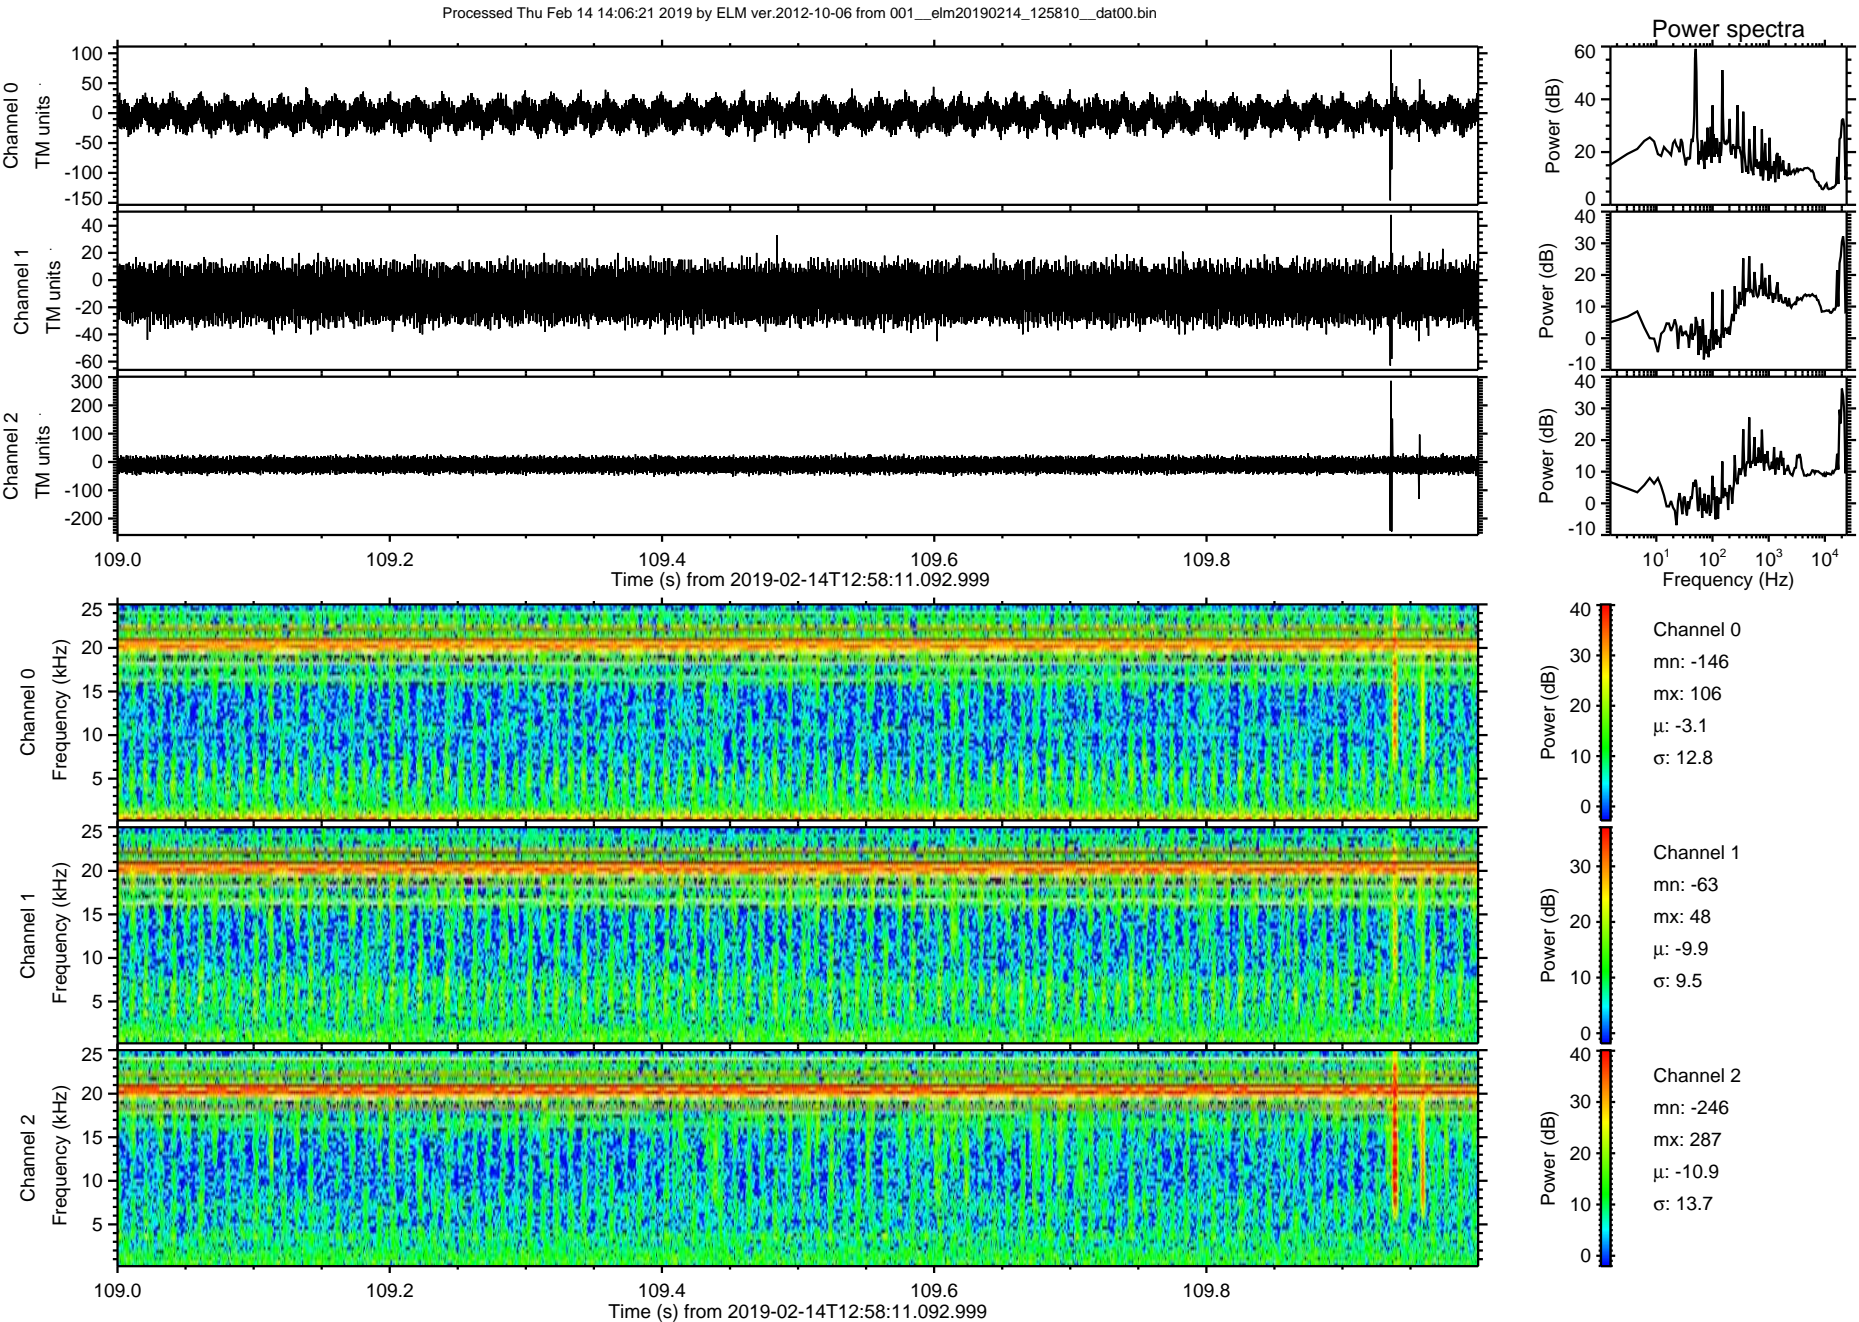 Processed Thu Feb 14 14:06:21 2019 by ELM ver.2012-10-06 from 001__elm20190214_125810__dat00.bin
Power spectra
Channel 0
TM units
100
50
0
-50
-100
-150
Power (dB)
60
40
20
0
Channel 1
TM units
40
20
0
-20
-40
-60
Power (dB)
40
30
20
10
0
-10
Channel 2
TM units
300
200
100
0
-100
-200
Power (dB)
40
30
20
10
0
-10
109.0 109.2 109.4 109.6 109.8
Time (s) from 2019-02-14T12:58:11.092.999
10^1 10^2 10^3 10^4
Frequency (Hz)
Channel 0
Frequency (kHz)
25
20
15
10
5
Power (dB)
40
30
20
10
0
Channel 0
mn: -146
mx: 106
μ: -3.1
σ: 12.8
Channel 1
Frequency (kHz)
25
20
15
10
5
Power (dB)
30
20
10
0
Channel 1
mn: -63
mx: 48
μ: -9.9
σ: 9.5
Channel 2
Frequency (kHz)
25
20
15
10
5
Power (dB)
40
30
20
10
0
Channel 2
mn: -246
mx: 287
μ: -10.9
σ: 13.7
109.0 109.2 109.4 109.6 109.8
Time (s) from 2019-02-14T12:58:11.092.999